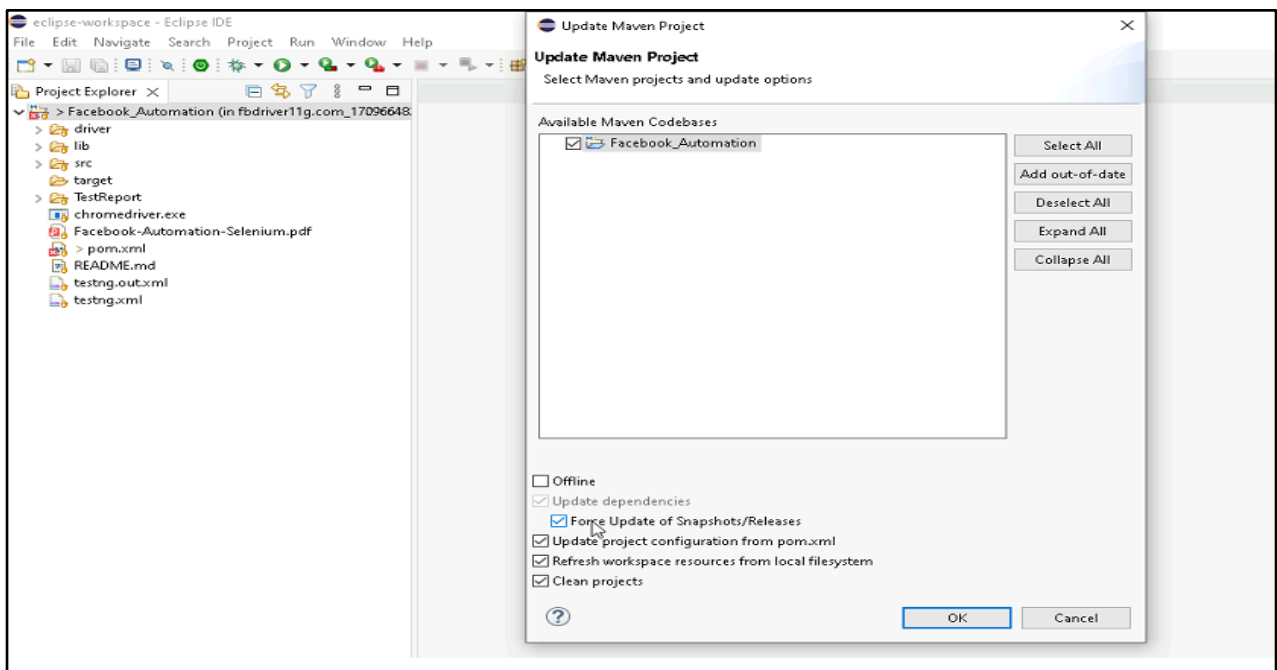 eclipse-workspace - Eclipse IDE
File Edit Navigate Search Project Run Window Help
Project Explorer
> Facebook_Automation (in fbdriver11g.com_17096648
driver
lib
src
target
TestReport
chromedriver.exe
Facebook-Automation-Selenium.pdf
> pom.xml
README.md
testng.out.xml
testng.xml
Update Maven Project
Update Maven Project
Select Maven projects and update options
Available Maven Codebases
Facebook_Automation
Select All
Add out-of-date
Deselect All
Expand All
Collapse All
Offline
Update dependencies
Force Update of Snapshots/Releases
Update project configuration from pom.xml
Refresh workspace resources from local filesystem
Clean projects
OK Cancel